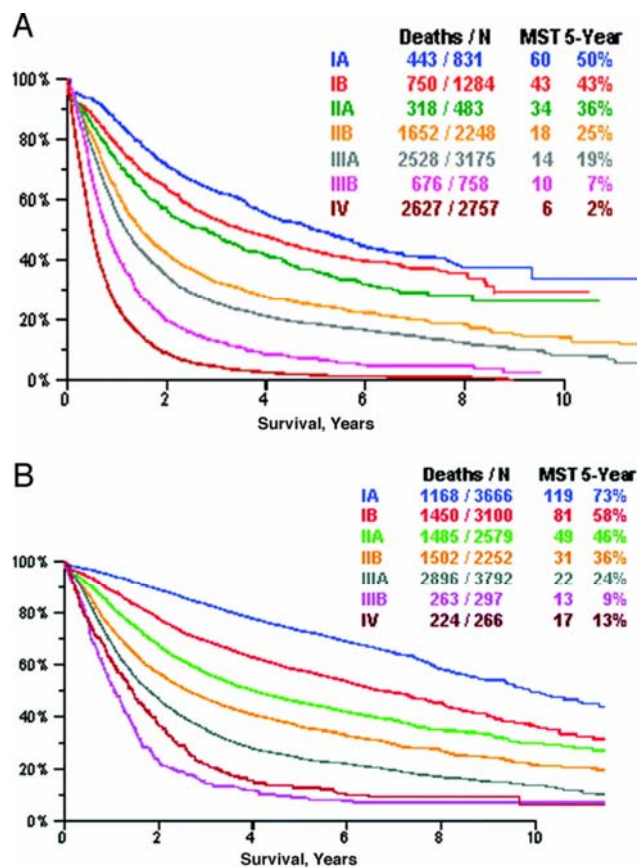 A
Deaths / N MST 5-Year
IA 443 / 831 60 50%
IB 750 / 1284 43 43%
IIA 318 / 483 34 36%
IIB 1652 / 2248 18 25%
IIIA 2528 / 3175 14 19%
IIIB 676 / 758 10 7%
IV 2627 / 2757 6 2%
100%
80%
60%
40%
20%
0%
0 2 4 6 8 10
Survival, Years
B
Deaths / N MST 5-Year
IA 1168 / 3666 119 73%
IB 1450 / 3100 81 58%
IIA 1485 / 2579 49 46%
IIB 1502 / 2252 31 36%
IIIA 2896 / 3792 22 24%
IIIB 263 / 297 13 9%
IV 224 / 266 17 13%
100%
80%
60%
40%
20%
0%
0 2 4 6 8 10
Survival, Years